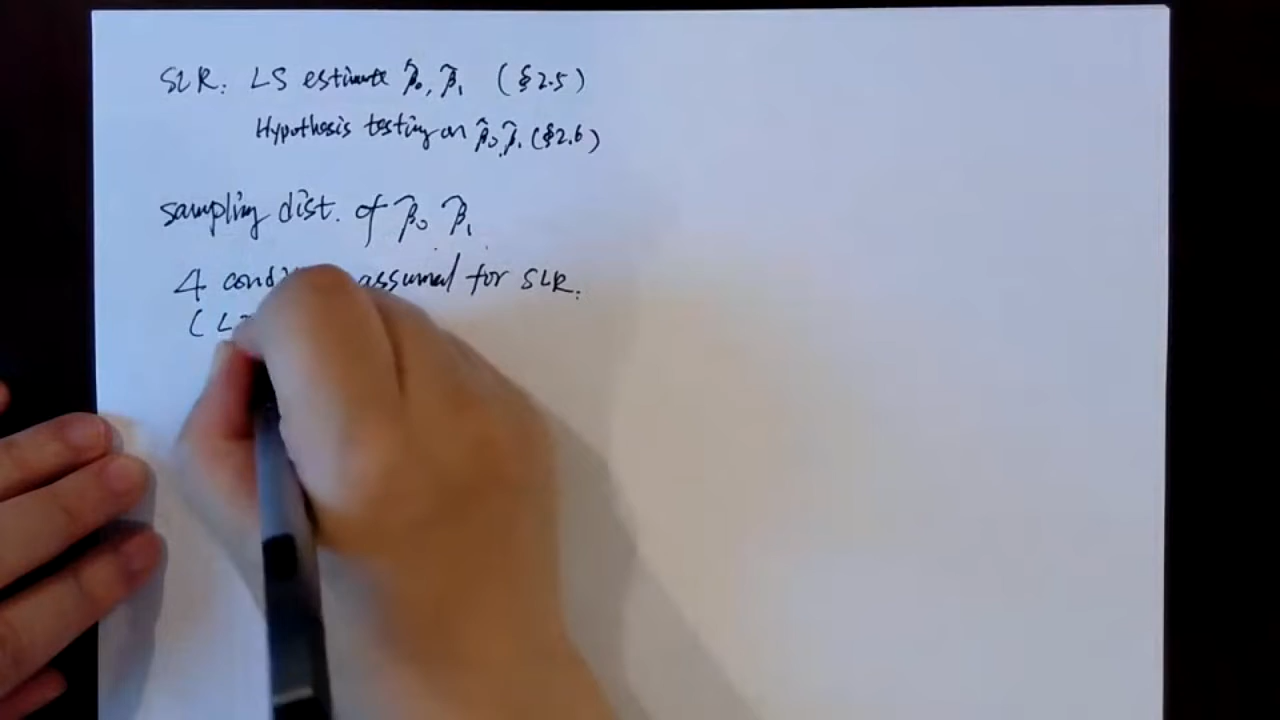 SLR: LS estimate β̂₀, β̂₁ (§2.5)
Hypothesis testing on β̂₀, β̂₁ (§2.6)
sampling dist. of β̂₀ β̂₁
4 assumed for SLR.